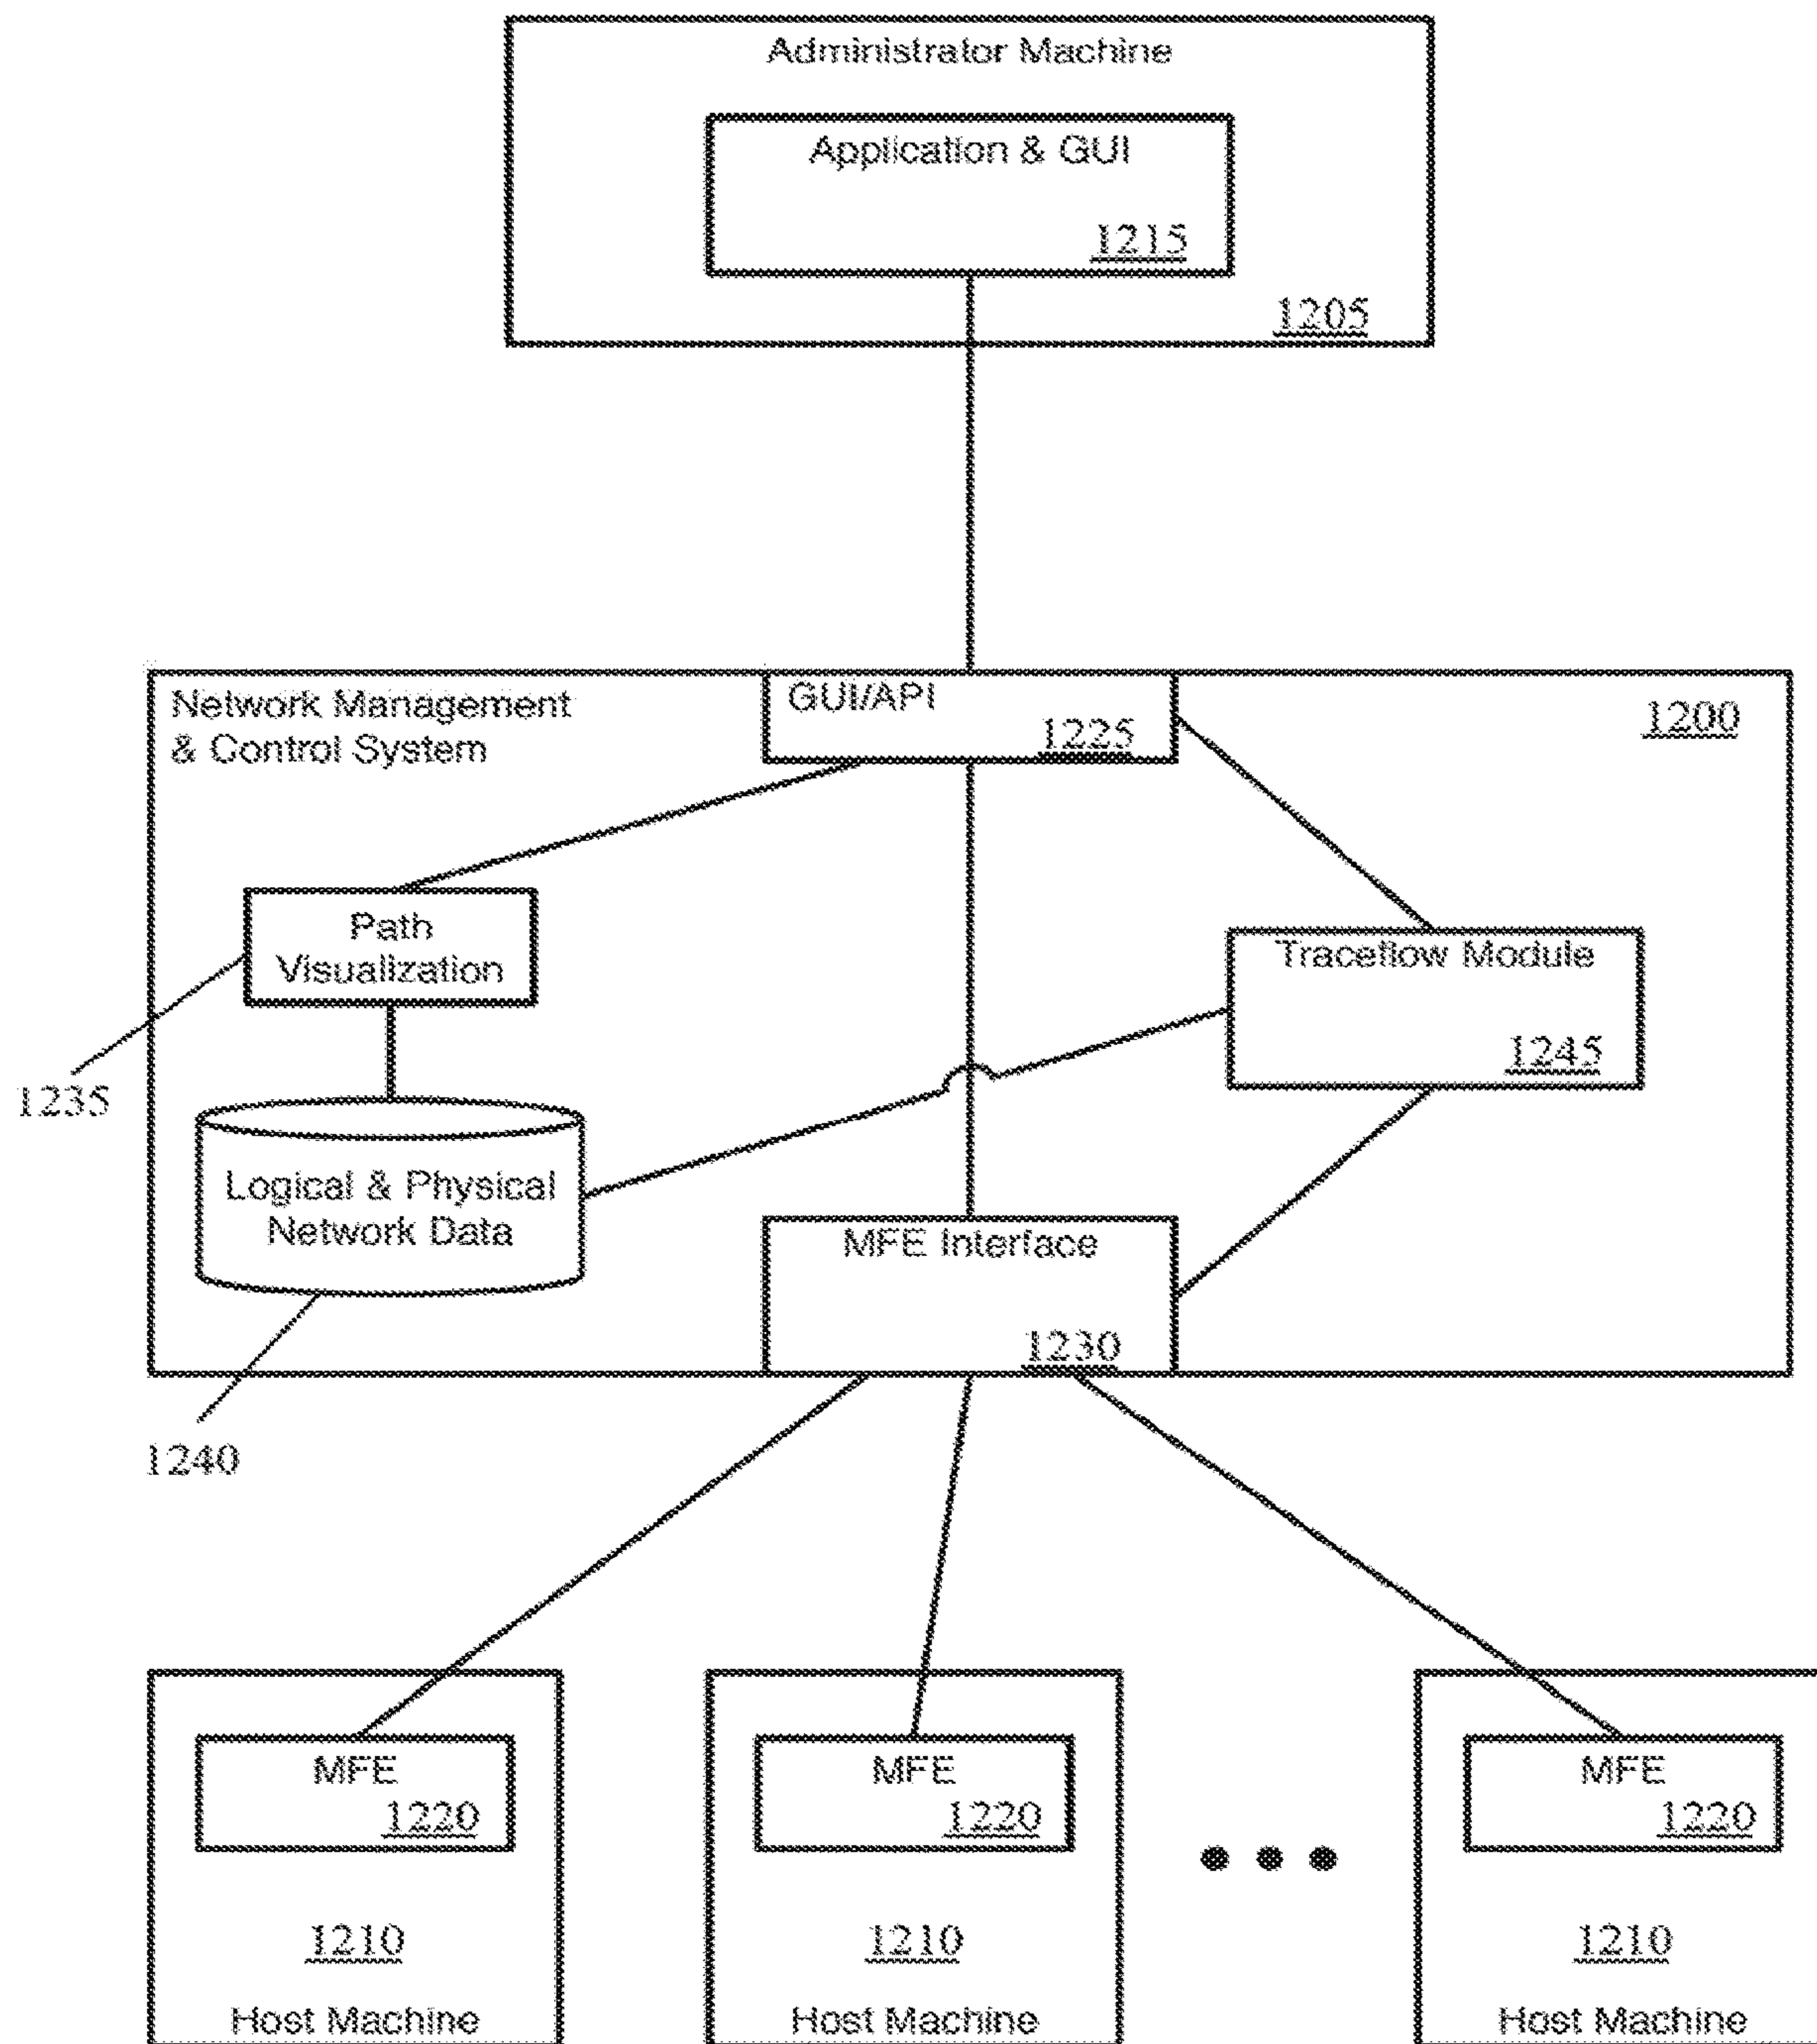 Administrator Machine
Application & GUI
1215
1205
Network Management
& Control System
GUI/API
1225
1200
Path
Visualization
Traceflow Module
1245
1235
Logical & Physical
Network Data
MFE Interface
1230
1240
MFE
1220
MFE
1220
MFE
1220
1210
1210
1210
Host Machine
Host Machine
Host Machine